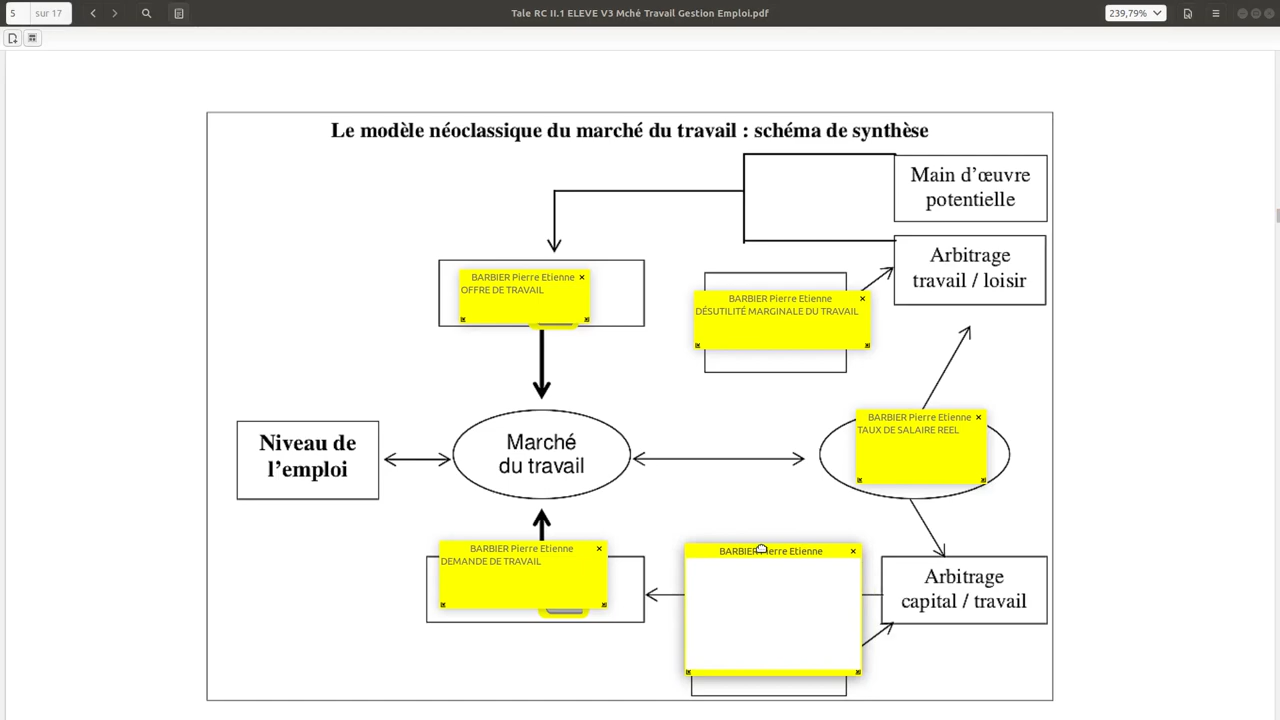 5
sur 17
Tale RC II.1 ELEVE V3 Mché Travail Gestion Emploi.pdf
239,79%
Le modèle néoclassique du marché du travail : schéma de synthèse
Main d’œuvre
potentielle
Arbitrage
travail / loisir
BARBIER Pierre Etienne
OFFRE DE TRAVAIL
BARBIER Pierre Etienne
DÉSUTILITÉ MARGINALE DU TRAVAIL
BARBIER Pierre Etienne
TAUX DE SALAIRE REEL
Niveau de
l’emploi
Marché
du travail
BARBIER Pierre Etienne
DEMANDE DE TRAVAIL
BARBIER Pierre Etienne
Arbitrage
capital / travail